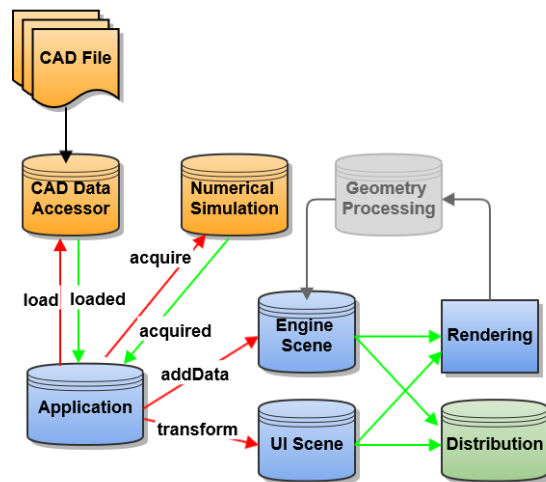 CAD File
CAD Data
Accessor
Numerical
Simulation
Geometry
Processing
acquire
load
loaded
acquired
Engine
Scene
Rendering
addData
Application
transform
UI Scene
Distribution